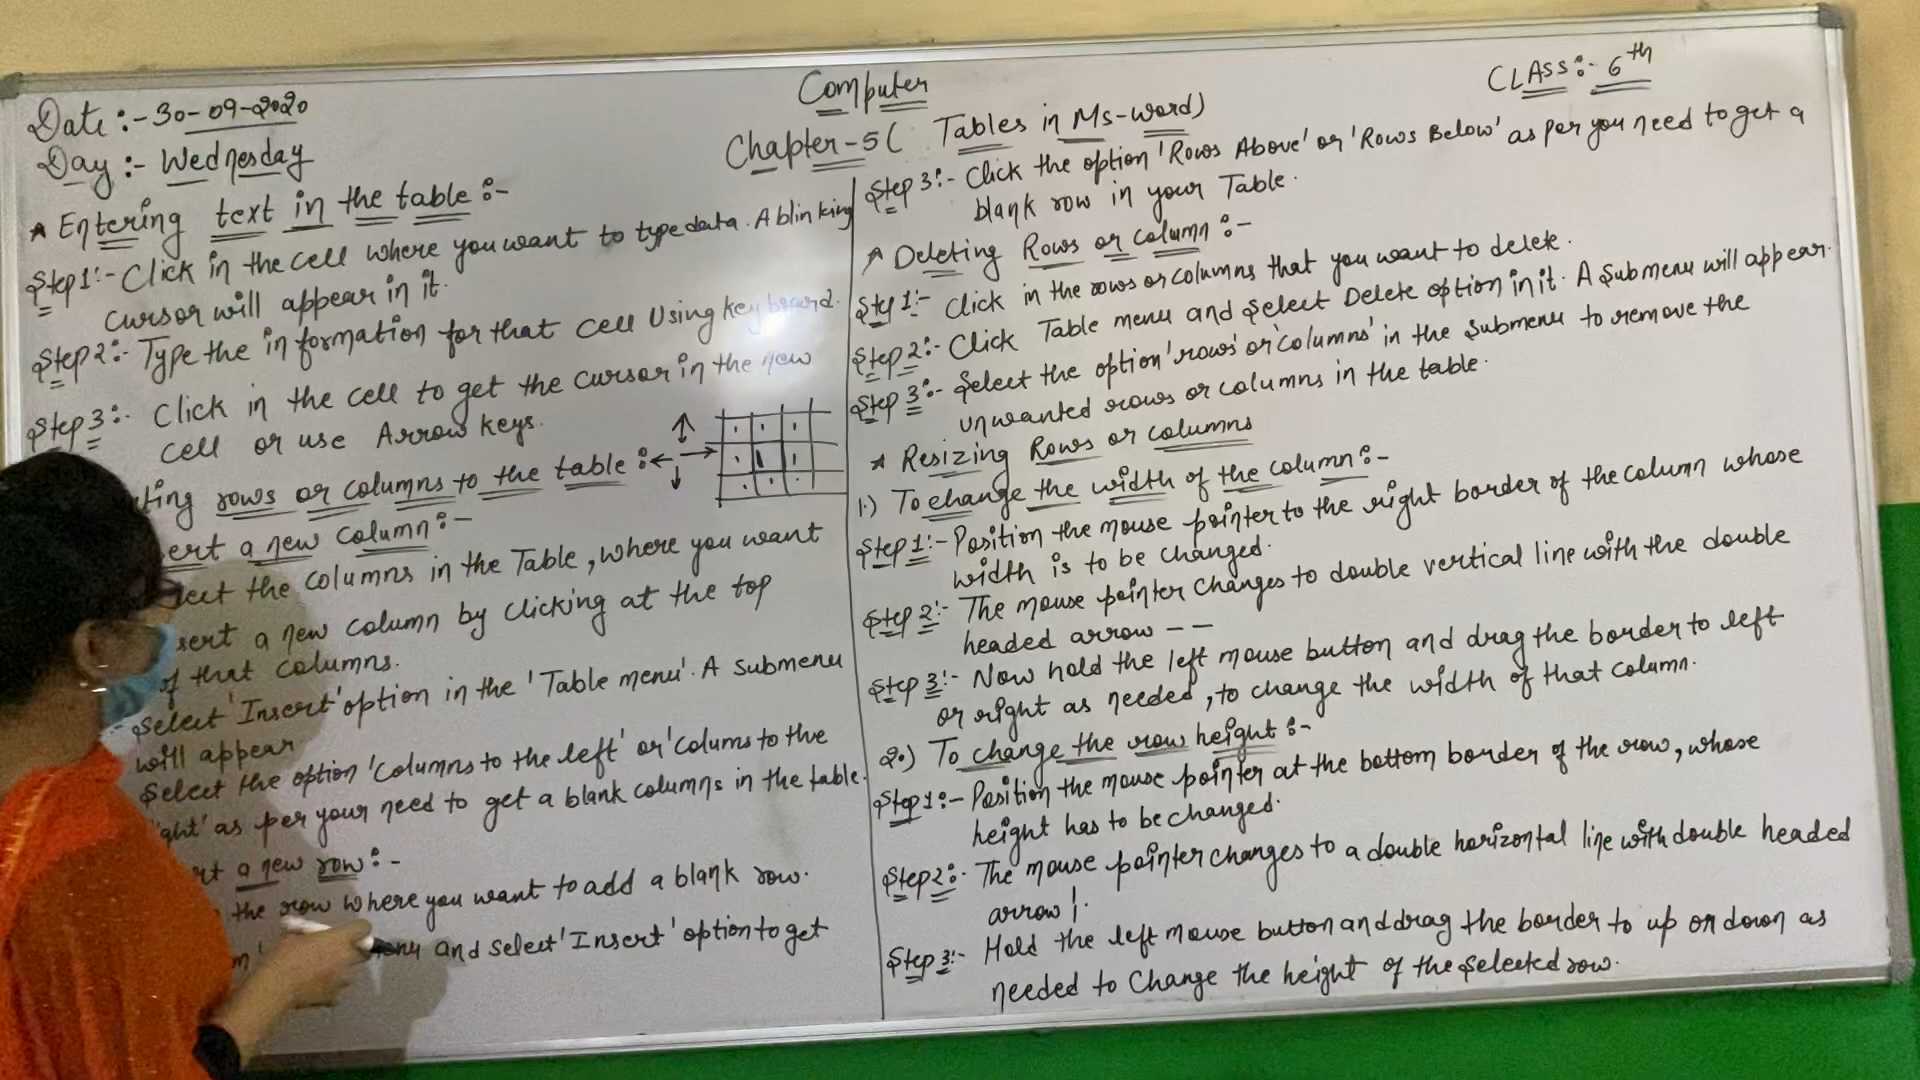 Computer
CLASS:- 6th
Date:- 30-09-2020
Day:- Wednesday
Chapter-5( Tables in Ms-Word)
* Entering text in the table:-
Step1:- Click in the cell where you want to type data. A blinking
cursor will appear in it.
Step2:- Type the information for that cell Using keyboard.
Step3:- Click in the cell to get the cursor in the new
cell or use Arrow keys.
rows or columns to the table:
a new column:-
the columns in the Table, where you want
a new column by clicking at the top
of that columns.
Select 'Insert' option in the 'Table menu'. A submenu
will appear.
Select the option 'Columns to the left' or 'Colums to the
as per your need to get a blank columns in the table.
a new row:-
the row where you want to add a blank row.
and Select 'Insert' option to get
Step 3:- Click the option 'Rows Above' or 'Rows Below' as per you need to get a
blank row in your Table.
* Deleting Rows or column:-
Step 1:- Click in the rows or columns that you want to delete.
Step 2:- Click Table menu and Select Delete option in it. A Submenu will appear.
Step 3:- Select the option 'rows' or 'columns' in the Submenu to remove the
unwanted rows or columns in the table.
* Resizing Rows or columns
1.) To change the width of the column:-
Step 1:- Position the mouse pointer to the right border of the column whose
width is to be changed.
Step 2:- The mouse pointer changes to double vertical line with the double
headed arrow --
Step 3:- Now hold the left mouse button and drag the border to left
or right as needed, to change the width of that column.
2.) To change the row height:-
Step1:- Position the mouse pointer at the bottom border of the row, whose
height has to be changed.
Step2:- The mouse pointer changes to a double horizontal line with double headed
arrow |.
Step 3:- Hold the left mouse button and drag the border to up or down as
needed to Change the height of the Selected row.